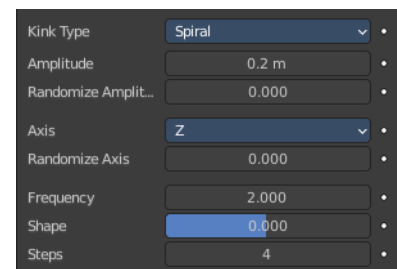 Kink Type Spiral
Amplitude 0.2 m
Randomize Amplit... 0.000
Axis Z
Randomize Axis 0.000
Frequency 2.000
Shape 0.000
Steps 4